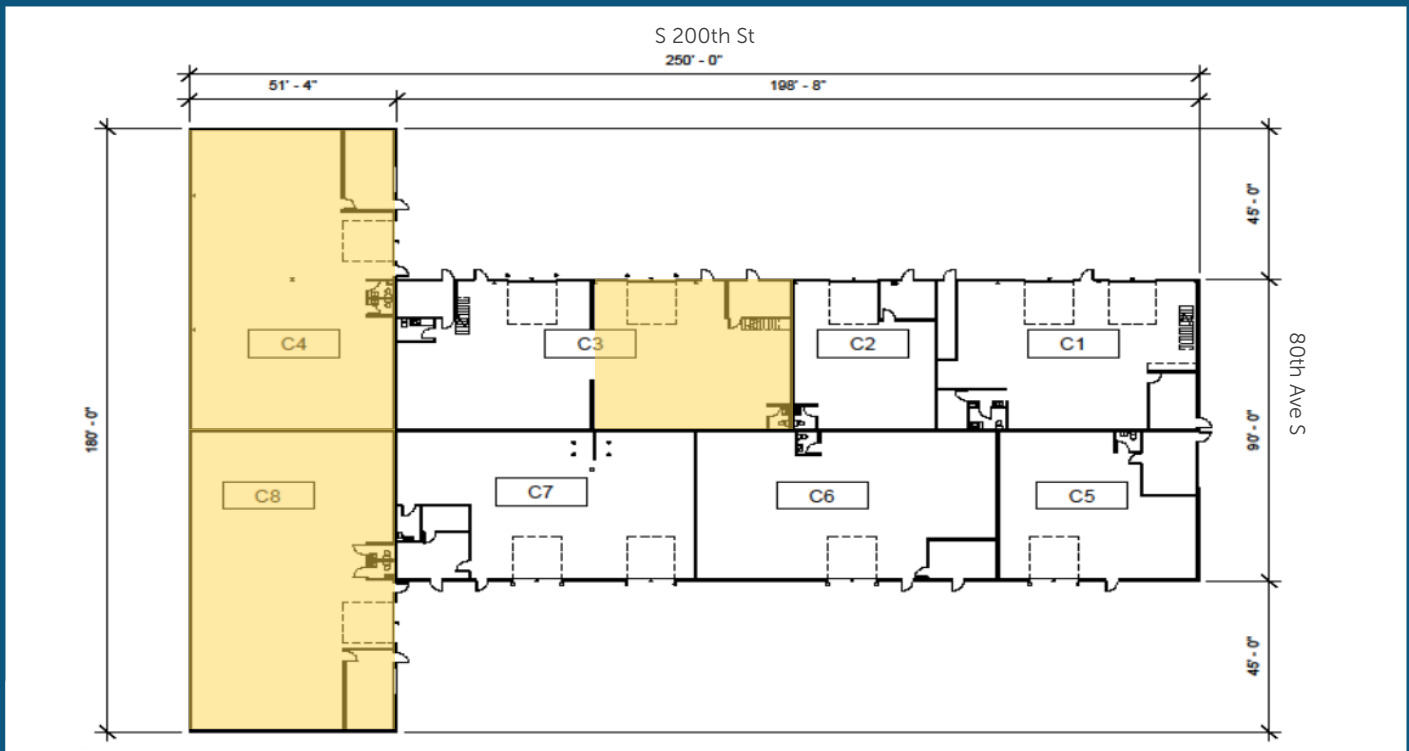 S 200th St
250' - 0"
51' - 4"
198' - 8"
45' - 0"
180' - 0"
90' - 0"
45' - 0"
80th Ave S
C4
C3
C2
C1
C8
C7
C6
C5